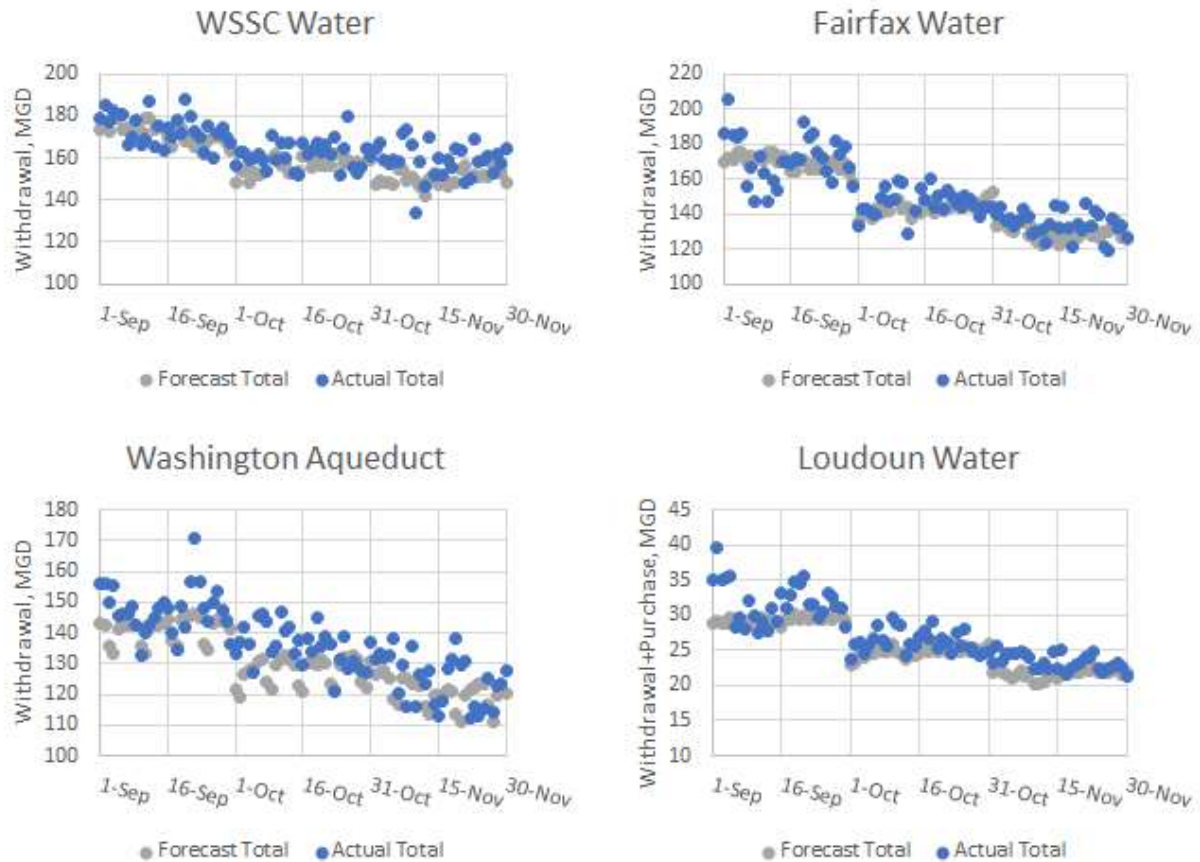 WSSC Water
Withdrawal, MGD
200
180
160
140
120
100
1-Sep
16-Sep
1-Oct
16-Oct
31-Oct
15-Nov
30-Nov
Forecast Total
Actual Total
Fairfax Water
Withdrawal, MGD
220
200
180
160
140
120
100
1-Sep
16-Sep
1-Oct
16-Oct
31-Oct
15-Nov
30-Nov
Forecast Total
Actual Total
Washington Aqueduct
Withdrawal, MGD
180
170
160
150
140
130
120
110
100
1-Sep
16-Sep
1-Oct
16-Oct
31-Oct
15-Nov
30-Nov
Forecast Total
Actual Total
Loudoun Water
Withdrawal+Purchase, MGD
45
40
35
30
25
20
15
10
1-Sep
16-Sep
1-Oct
16-Oct
31-Oct
15-Nov
30-Nov
Forecast Total
Actual Total